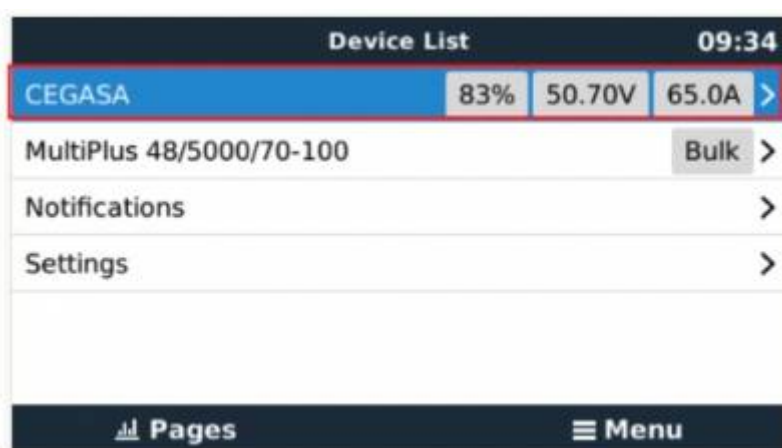 Device List 09:34
CEGASA 83% 50.70V 65.0A >
MultiPlus 48/5000/70-100 Bulk >
Notifications >
Settings >
Pages Menu